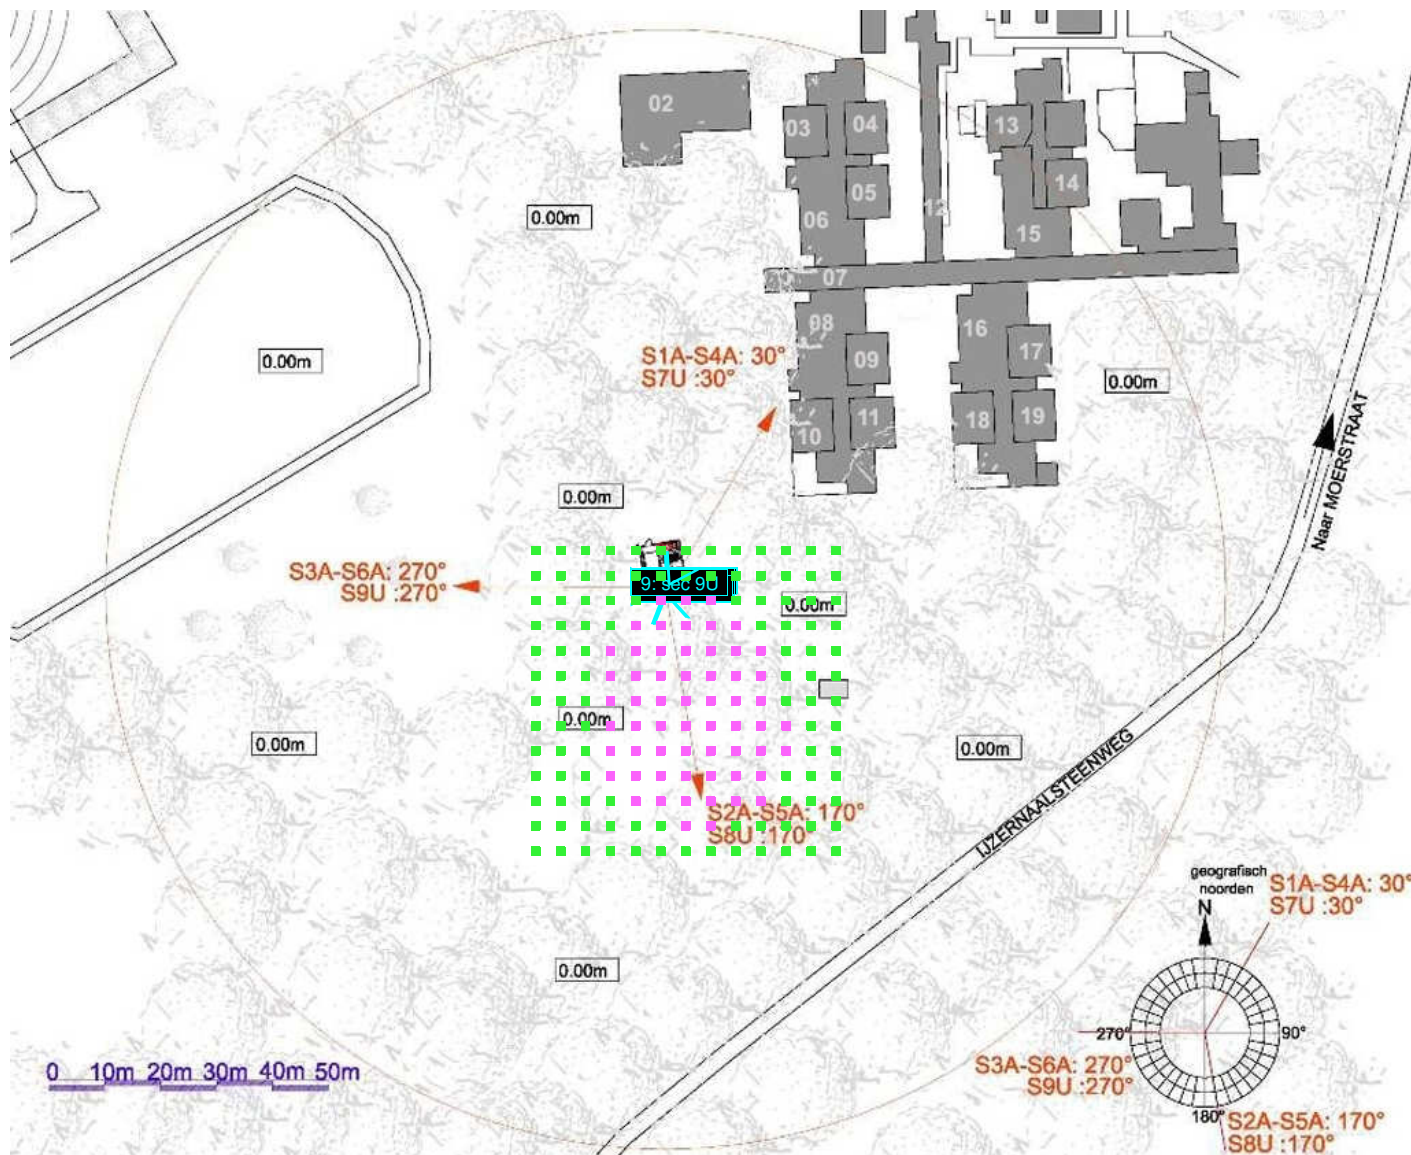 02
03
04
13
14
05
12
06
15
0.00m
07
08
16
S1A-S4A: 30°
S7U :30°
09
17
0.00m
0.00m
10
11
18
19
Naar MOERSTRAAT
0.00m
S3A-S6A: 270°
S9U :270°
9: sec 9U
0.00m
0.00m
0.00m
0.00m
IJZERNAALSTEENWEG
S2A-S5A: 170°
S8U :170°
geografisch
noorden
N
S1A-S4A: 30°
S7U :30°
0.00m
270°
90°
S3A-S6A: 270°
S9U :270°
180°
S2A-S5A: 170°
S8U :170°
0 10m 20m 30m 40m 50m